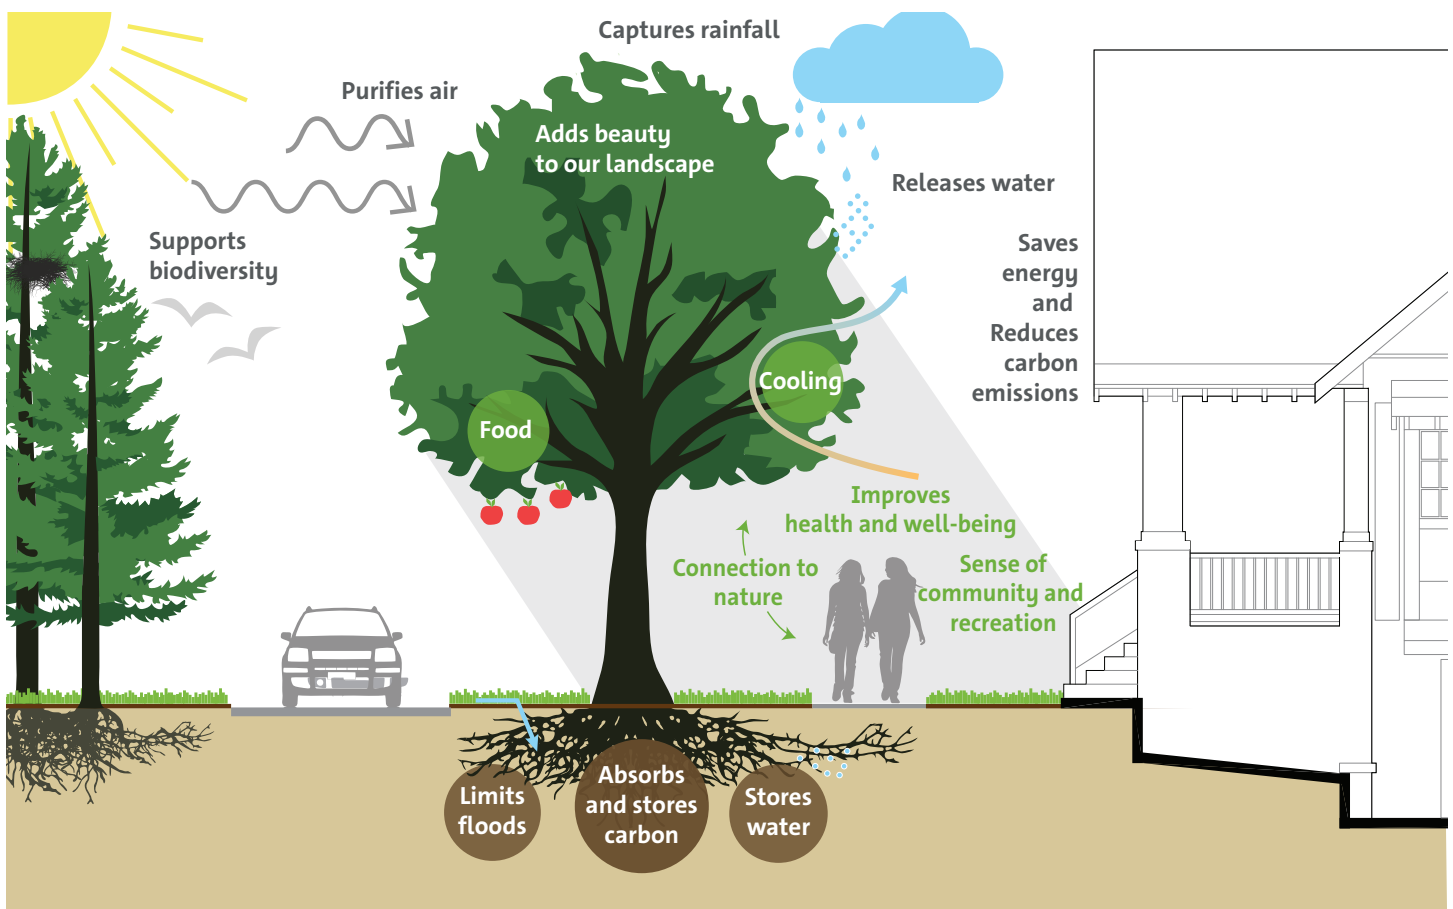 Captures rainfall
Purifies air
Adds beauty
to our landscape
Releases water
Supports
biodiversity
Saves
energy
and
Reduces
carbon
emissions
Cooling
Food
Improves
health and well-being
Connection to
nature
Sense of
community and
recreation
Limits
floods
Absorbs
and stores
carbon
Stores
water